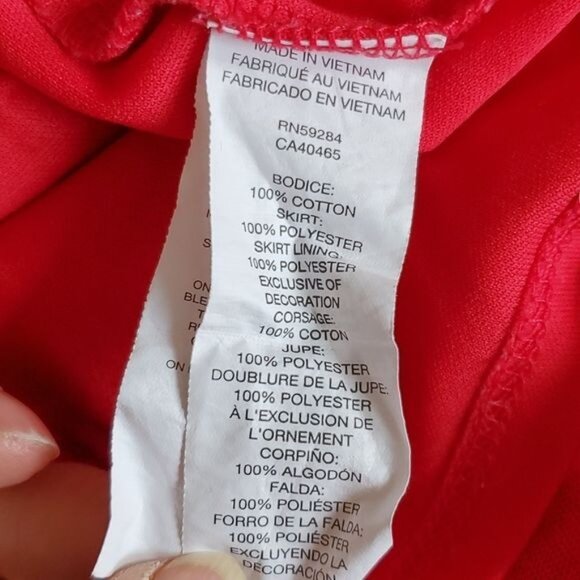 MADE IN VIETNAM
FABRIQUÉ AU VIETNAM
FABRICADO EN VIETNAM
RN59284
CA40465
BODICE:
100% COTTON
SKIRT:
100% POLYESTER
SKIRT LINING:
100% POLYESTER
EXCLUSIVE OF
DECORATION
CORSAGE:
100% COTON
JUPE:
100% POLYESTER
DOUBLURE DE LA JUPE:
100% POLYESTER
À L'EXCLUSION DE
L'ORNEMENT
CORPIÑO:
100% ALGODÓN
FALDA:
100% POLIÉSTER
FORRO DE LA FALDA:
100% POLIÉSTER
EXCLUYENDO LA
DECORACIÓN